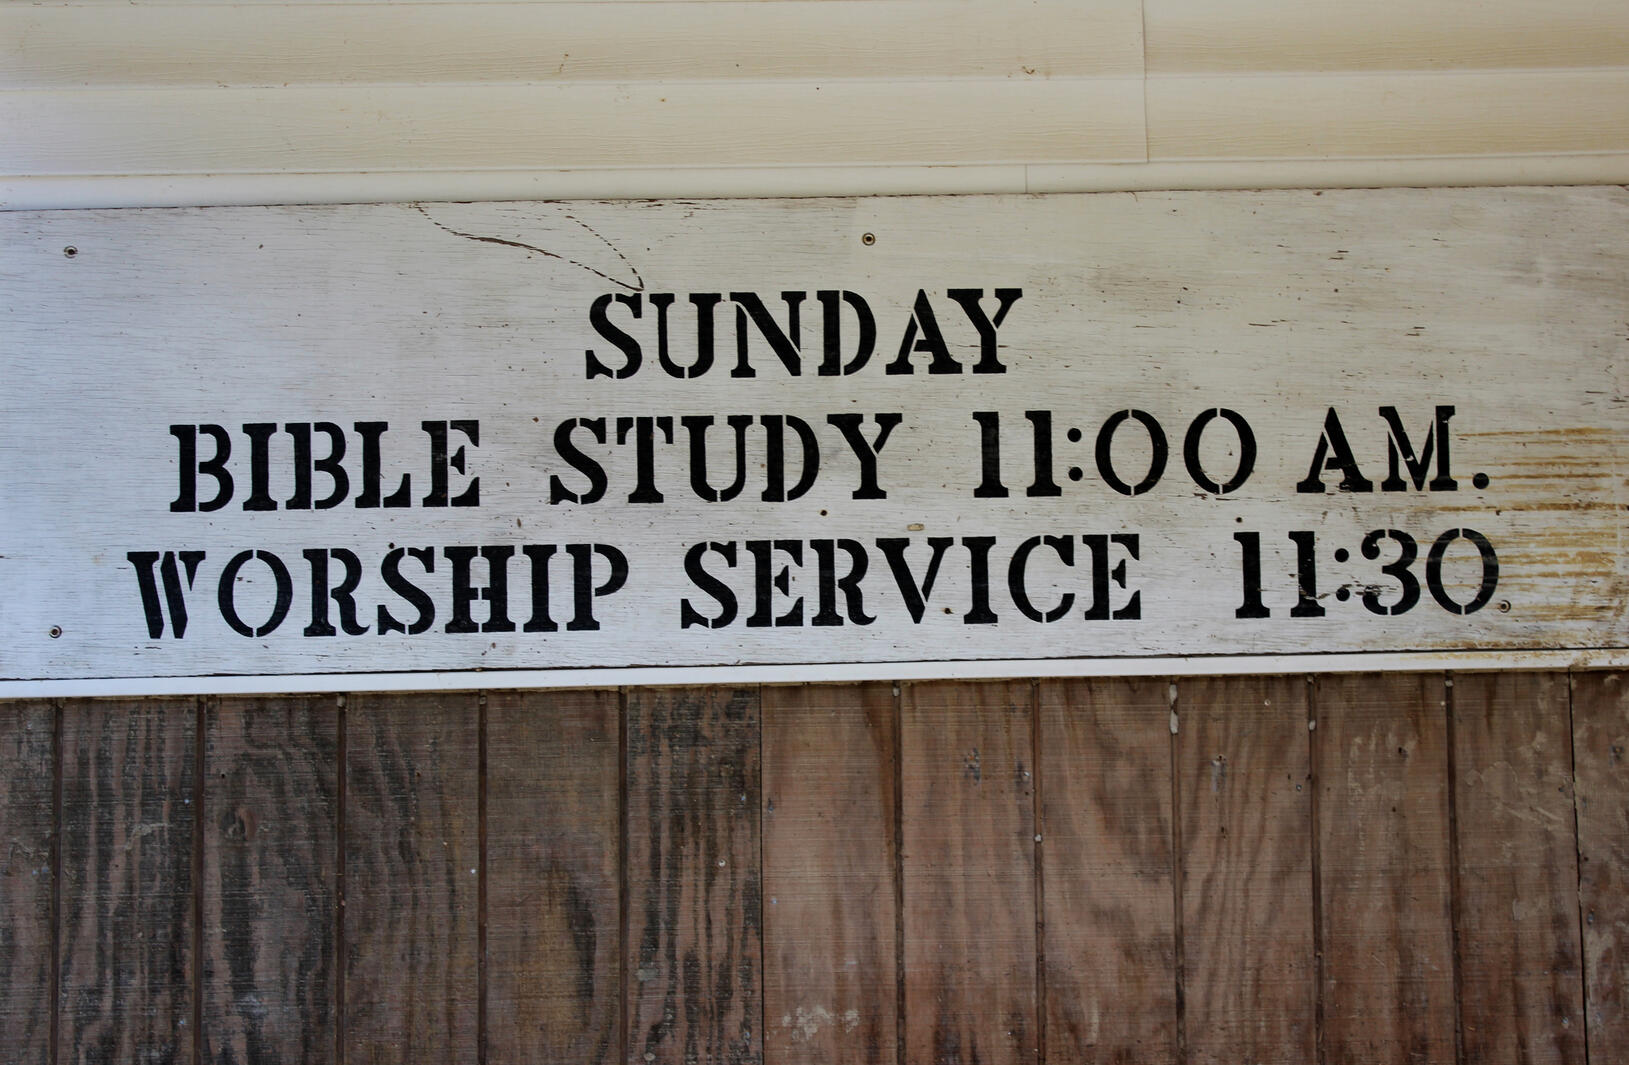 SUNDAY
BIBLE STUDY 11:00 AM.
WORSHIP SERVICE 11:30